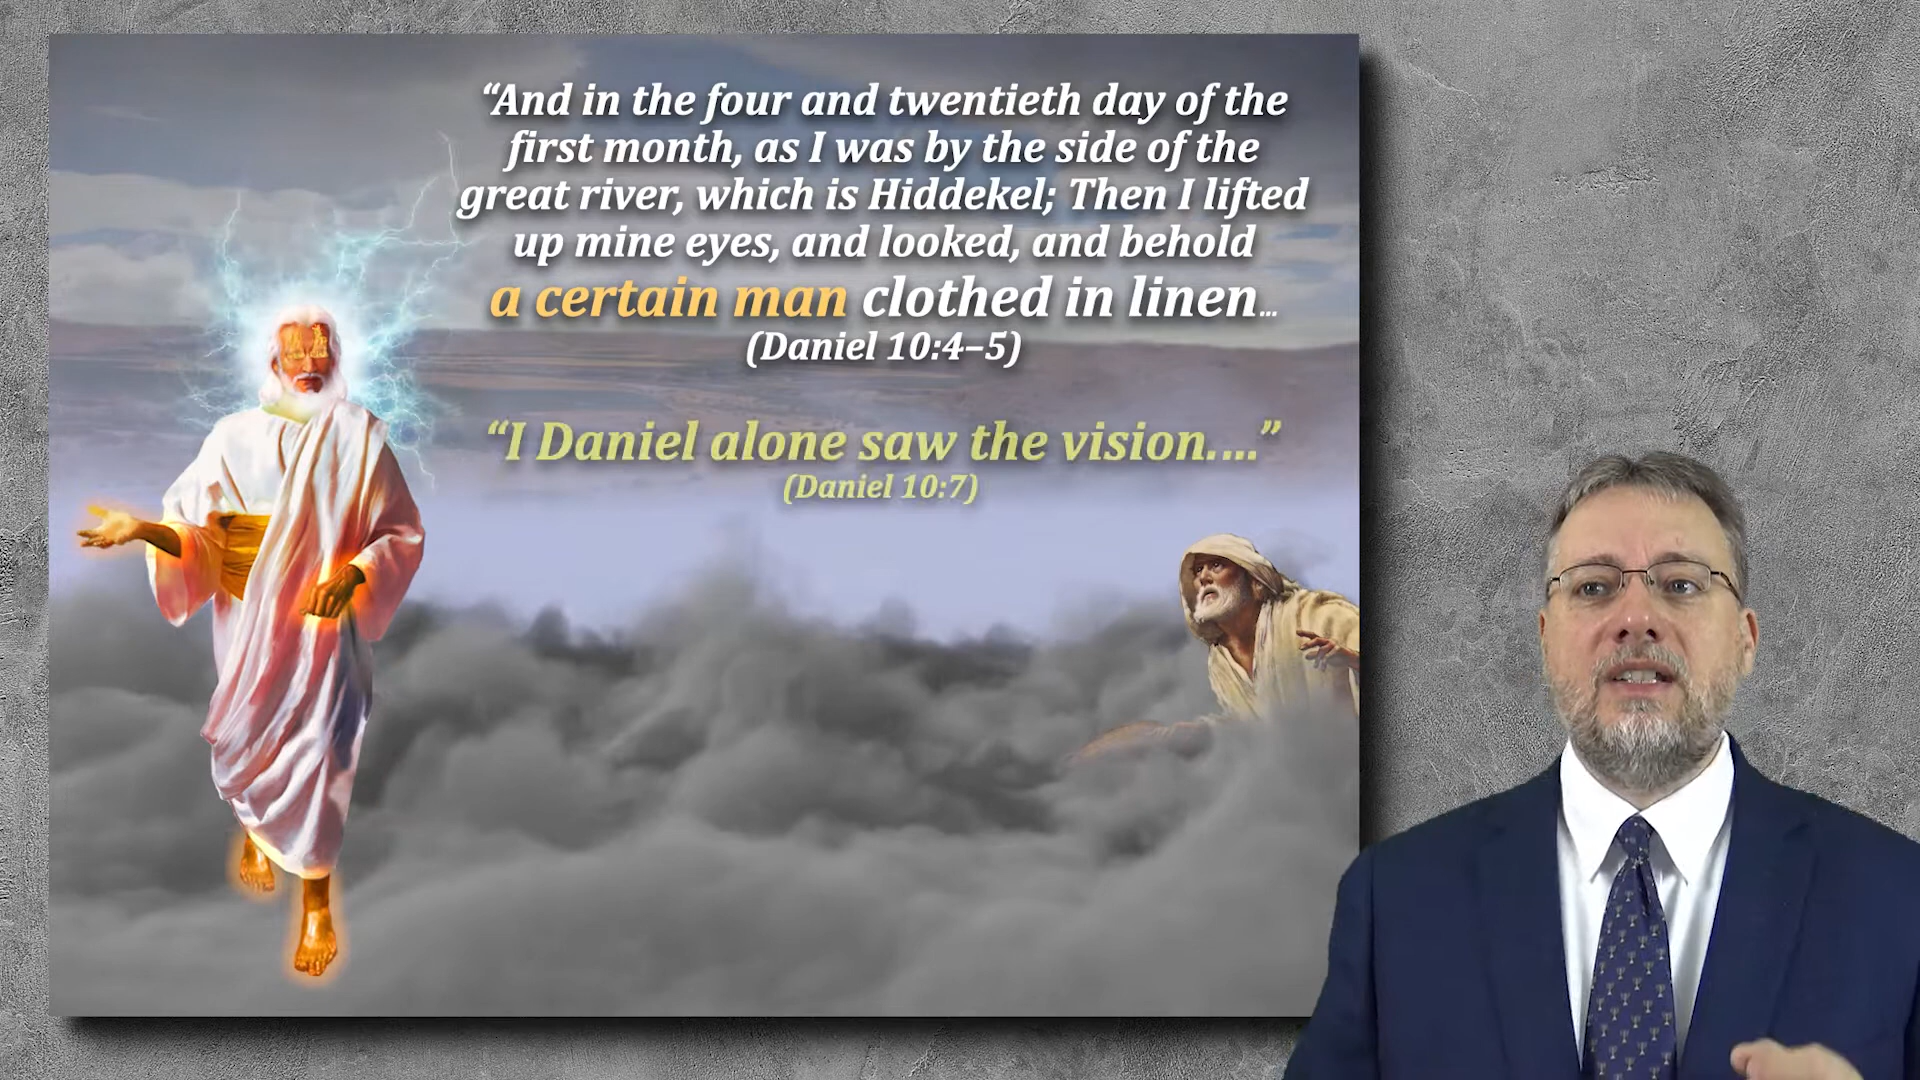 “And in the four and twentieth day of the
first month, as I was by the side of the
great river, which is Hiddekel; Then I lifted
up mine eyes, and looked, and behold
a certain man clothed in linen...
(Daniel 10:4–5)
“I Daniel alone saw the vision....”
(Daniel 10:7)